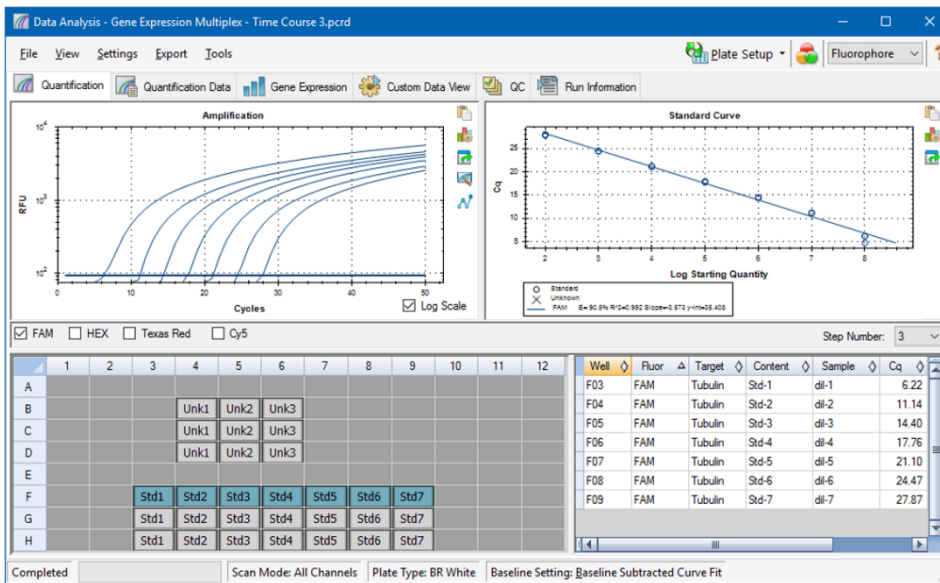 Data Analysis - Gene Expression Multiplex - Time Course 3.pcrd
File View Settings Export Tools Plate Setup Fluorophore
Quantification Quantification Data Gene Expression Custom Data View QC Run Information
Amplification
10^4
10^3
10^2
RFU
0 10 20 30 40 50
Cycles
Log Scale
Standard Curve
25
20
15
10
5
Cq
2 3 4 5 6 7 8
Log Starting Quantity
Standard
Unknown
FAM E= 90.5% R^2=0.992 Slope=-3.573 y-int=35.408
FAM HEX Texas Red Cy5 Step Number: 3
1 2 3 4 5 6 7 8 9 10 11 12
A
B Unk1 Unk2 Unk3
C Unk1 Unk2 Unk3
D Unk1 Unk2 Unk3
E
F Std1 Std2 Std3 Std4 Std5 Std6 Std7
G Std1 Std2 Std3 Std4 Std5 Std6 Std7
H Std1 Std2 Std3 Std4 Std5 Std6 Std7
Well Fluor Target Content Sample Cq
F03 FAM Tubulin Std-1 dil-1 6.22
F04 FAM Tubulin Std-2 dil-2 11.14
F05 FAM Tubulin Std-3 dil-3 14.40
F06 FAM Tubulin Std-4 dil-4 17.76
F07 FAM Tubulin Std-5 dil-5 21.10
F08 FAM Tubulin Std-6 dil-6 24.47
F09 FAM Tubulin Std-7 dil-7 27.87
Completed Scan Mode: All Channels Plate Type: BR White Baseline Setting: Baseline Subtracted Curve Fit